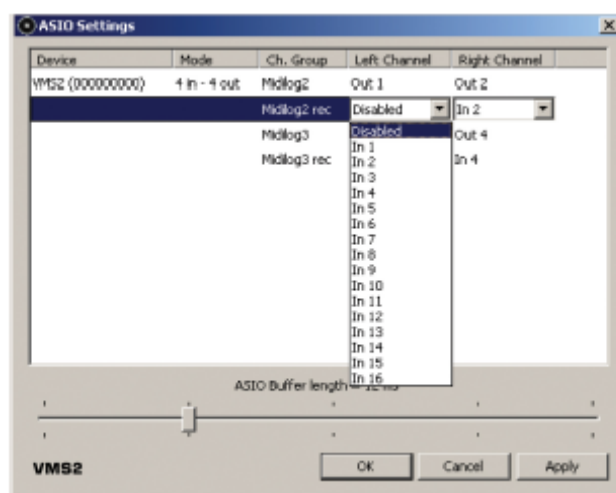 ASIO Settings
Device Mode Ch. Group Left Channel Right Channel
VMS2 (000000000) 4 in - 4 out Midilog2 Out 1 Out 2
Midilog2 rec Disabled In 2
Midilog3 Out 4
Midilog3 rec In 4
Disabled
In 1
In 2
In 3
In 4
In 5
In 6
In 7
In 8
In 9
In 10
In 11
In 12
In 13
In 14
In 15
In 16
ASIO Buffer length
VMS2 OK Cancel Apply